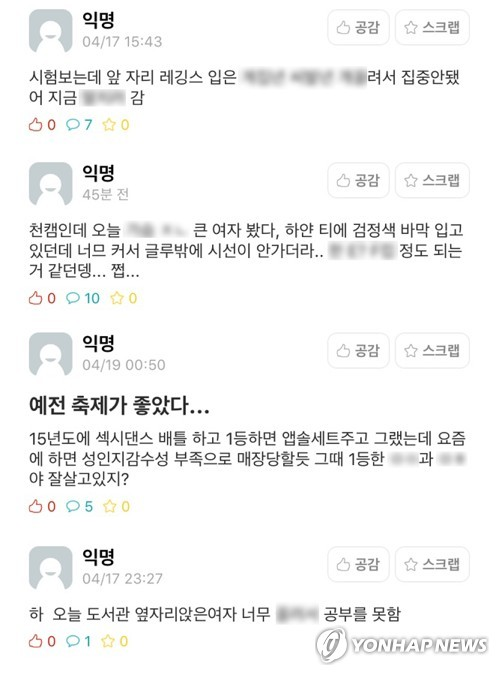 익명
공감
스크랩
04/17 15:43
시험보는데 앞 자리 레깅스 입은 려서 집중안됐
어 지금 감
0 7 0
익명
공감
스크랩
45분 전
천캠인데 오늘 큰 여자 봤다, 하얀 티에 검정색 바막 입고
있던데 너므 커서 글루밖에 시선이 안가더라.. 정도 되는
거 같던뎅... 쩝...
0 10 0
익명
공감
스크랩
04/19 00:50
예전 축제가 좋았다...
15년도에 섹시댄스 배틀 하고 1등하면 앱솔세트주고 그랬는데 요즘
에 하면 성인지감수성 부족으로 매장당할듯 그때 1등한 과
야 잘살고있지?
0 5 0
익명
공감
스크랩
04/17 23:27
하 오늘 도서관 옆자리앉은여자 너무 공부를 못함
0 1 0
YONHAP NEWS